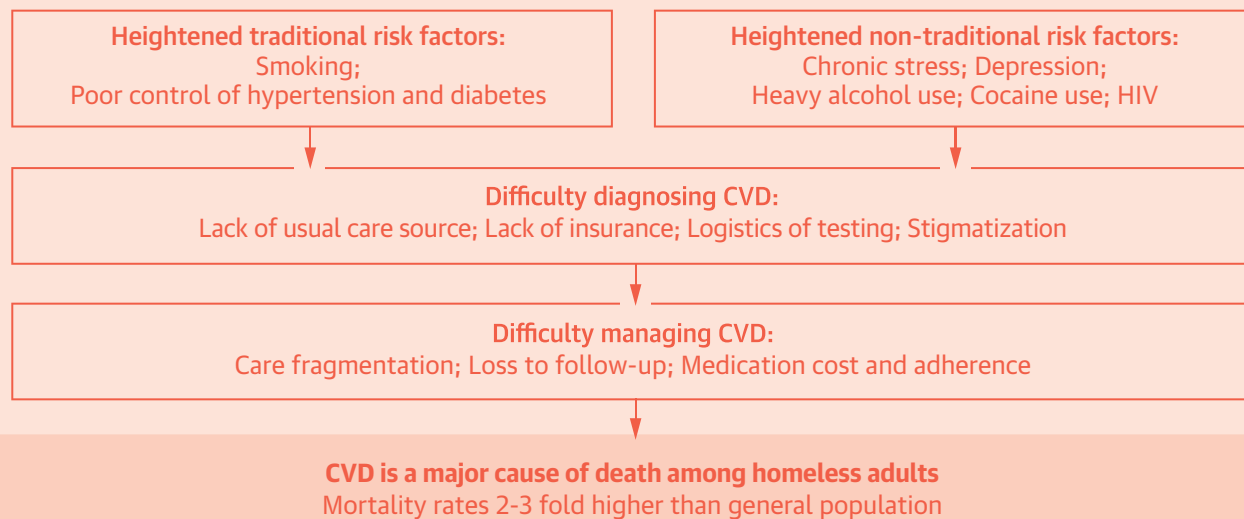 Heightened traditional risk factors:
Smoking;
Poor control of hypertension and diabetes
Heightened non-traditional risk factors:
Chronic stress; Depression;
Heavy alcohol use; Cocaine use; HIV
Difficulty diagnosing CVD:
Lack of usual care source; Lack of insurance; Logistics of testing; Stigmatization
Difficulty managing CVD:
Care fragmentation; Loss to follow-up; Medication cost and adherence
CVD is a major cause of death among homeless adults
Mortality rates 2-3 fold higher than general population